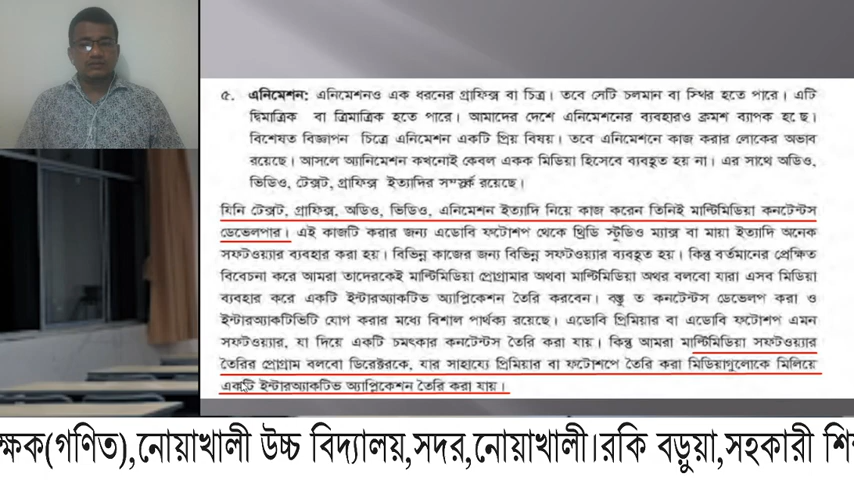 ৫. এনিমেশন: এনিমেশনও এক ধরনের গ্রাফিক্স বা চিত্র। তবে সেটি চলমান বা স্থির হতে পারে। এটি
দ্বিমাত্রিক বা ত্রিমাত্রিক হতে পারে। আমাদের দেশে এনিমেশনের ব্যবহারও ক্রমশ ব্যাপক হচ্ছে।
বিশেষত বিজ্ঞাপন চিত্রে এনিমেশন একটি প্রিয় বিষয়। তবে এনিমেশনে কাজ করার লোকের অভাব
রয়েছে। আসলে অ্যানিমেশন কখনোই কেবল একক মিডিয়া হিসেবে ব্যবহৃত হয় না। এর সাথে অডিও,
ভিডিও, টেক্সট, গ্রাফিক্স ইত্যাদির সম্পর্ক রয়েছে।
যিনি টেক্সট, গ্রাফিক্স, অডিও, ভিডিও, এনিমেশন ইত্যাদি নিয়ে কাজ করেন তিনিই মাল্টিমিডিয়া কনটেন্টস
ডেভেলপার। এই কাজটি করার জন্য এডোবি ফটোশপ থেকে থ্রিডি স্টুডিও ম্যাক্স বা মায়া ইত্যাদি অনেক
সফটওয়্যার ব্যবহার করা হয়। বিভিন্ন কাজের জন্য বিভিন্ন সফটওয়্যার ব্যবহৃত হয়। কিন্তু বর্তমানের প্রেক্ষিত
বিবেচনা করে আমরা তাদেরকেই মাল্টিমিডিয়া প্রোগ্রামার অথবা মাল্টিমিডিয়া অথর বলবো যারা এসব মিডিয়া
ব্যবহার করে একটি ইন্টারঅ্যাকটিভ অ্যাপ্লিকেশন তৈরি করবেন। বস্তুত কনটেন্টস ডেভেলপ করা ও
ইন্টারঅ্যাকটিভিটি যোগ করার মধ্যে বিশাল পার্থক্য রয়েছে। এডোবি প্রিমিয়ার বা এডোবি ফটোশপ এমন
সফটওয়্যার, যা দিয়ে একটি চমৎকার কনটেন্টস তৈরি করা যায়। কিন্তু আমরা মাল্টিমিডিয়া সফটওয়্যার
তৈরির প্রোগ্রাম বলবো ডিরেক্টরকে, যার সাহায্যে প্রিমিয়ার বা ফটোশপে তৈরি করা মিডিয়াগুলোকে মিলিয়ে
একটি ইন্টারঅ্যাকটিভ অ্যাপ্লিকেশন তৈরি করা যায়।
ক্ষক(গণিত),নোয়াখালী উচ্চ বিদ্যালয়,সদর,নোয়াখালী।রকি বড়ুয়া,সহকারী শি